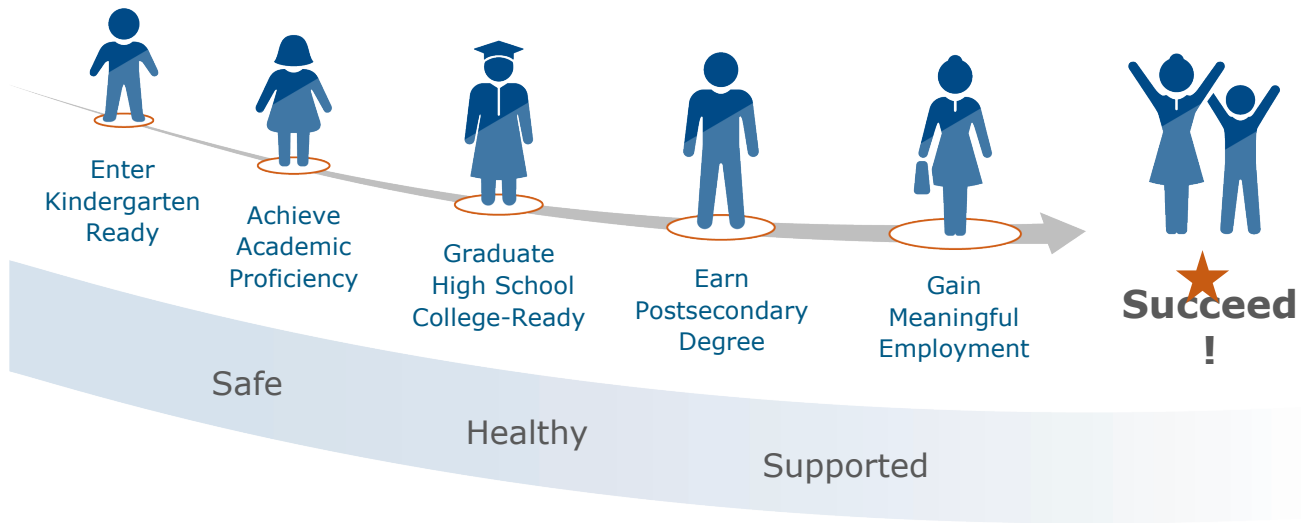 Enter
Kindergarten
Ready
Achieve
Academic
Proficiency
Graduate
High School
College-Ready
Earn
Postsecondary
Degree
Gain
Meaningful
Employment
Succeed
!
Safe
Healthy
Supported